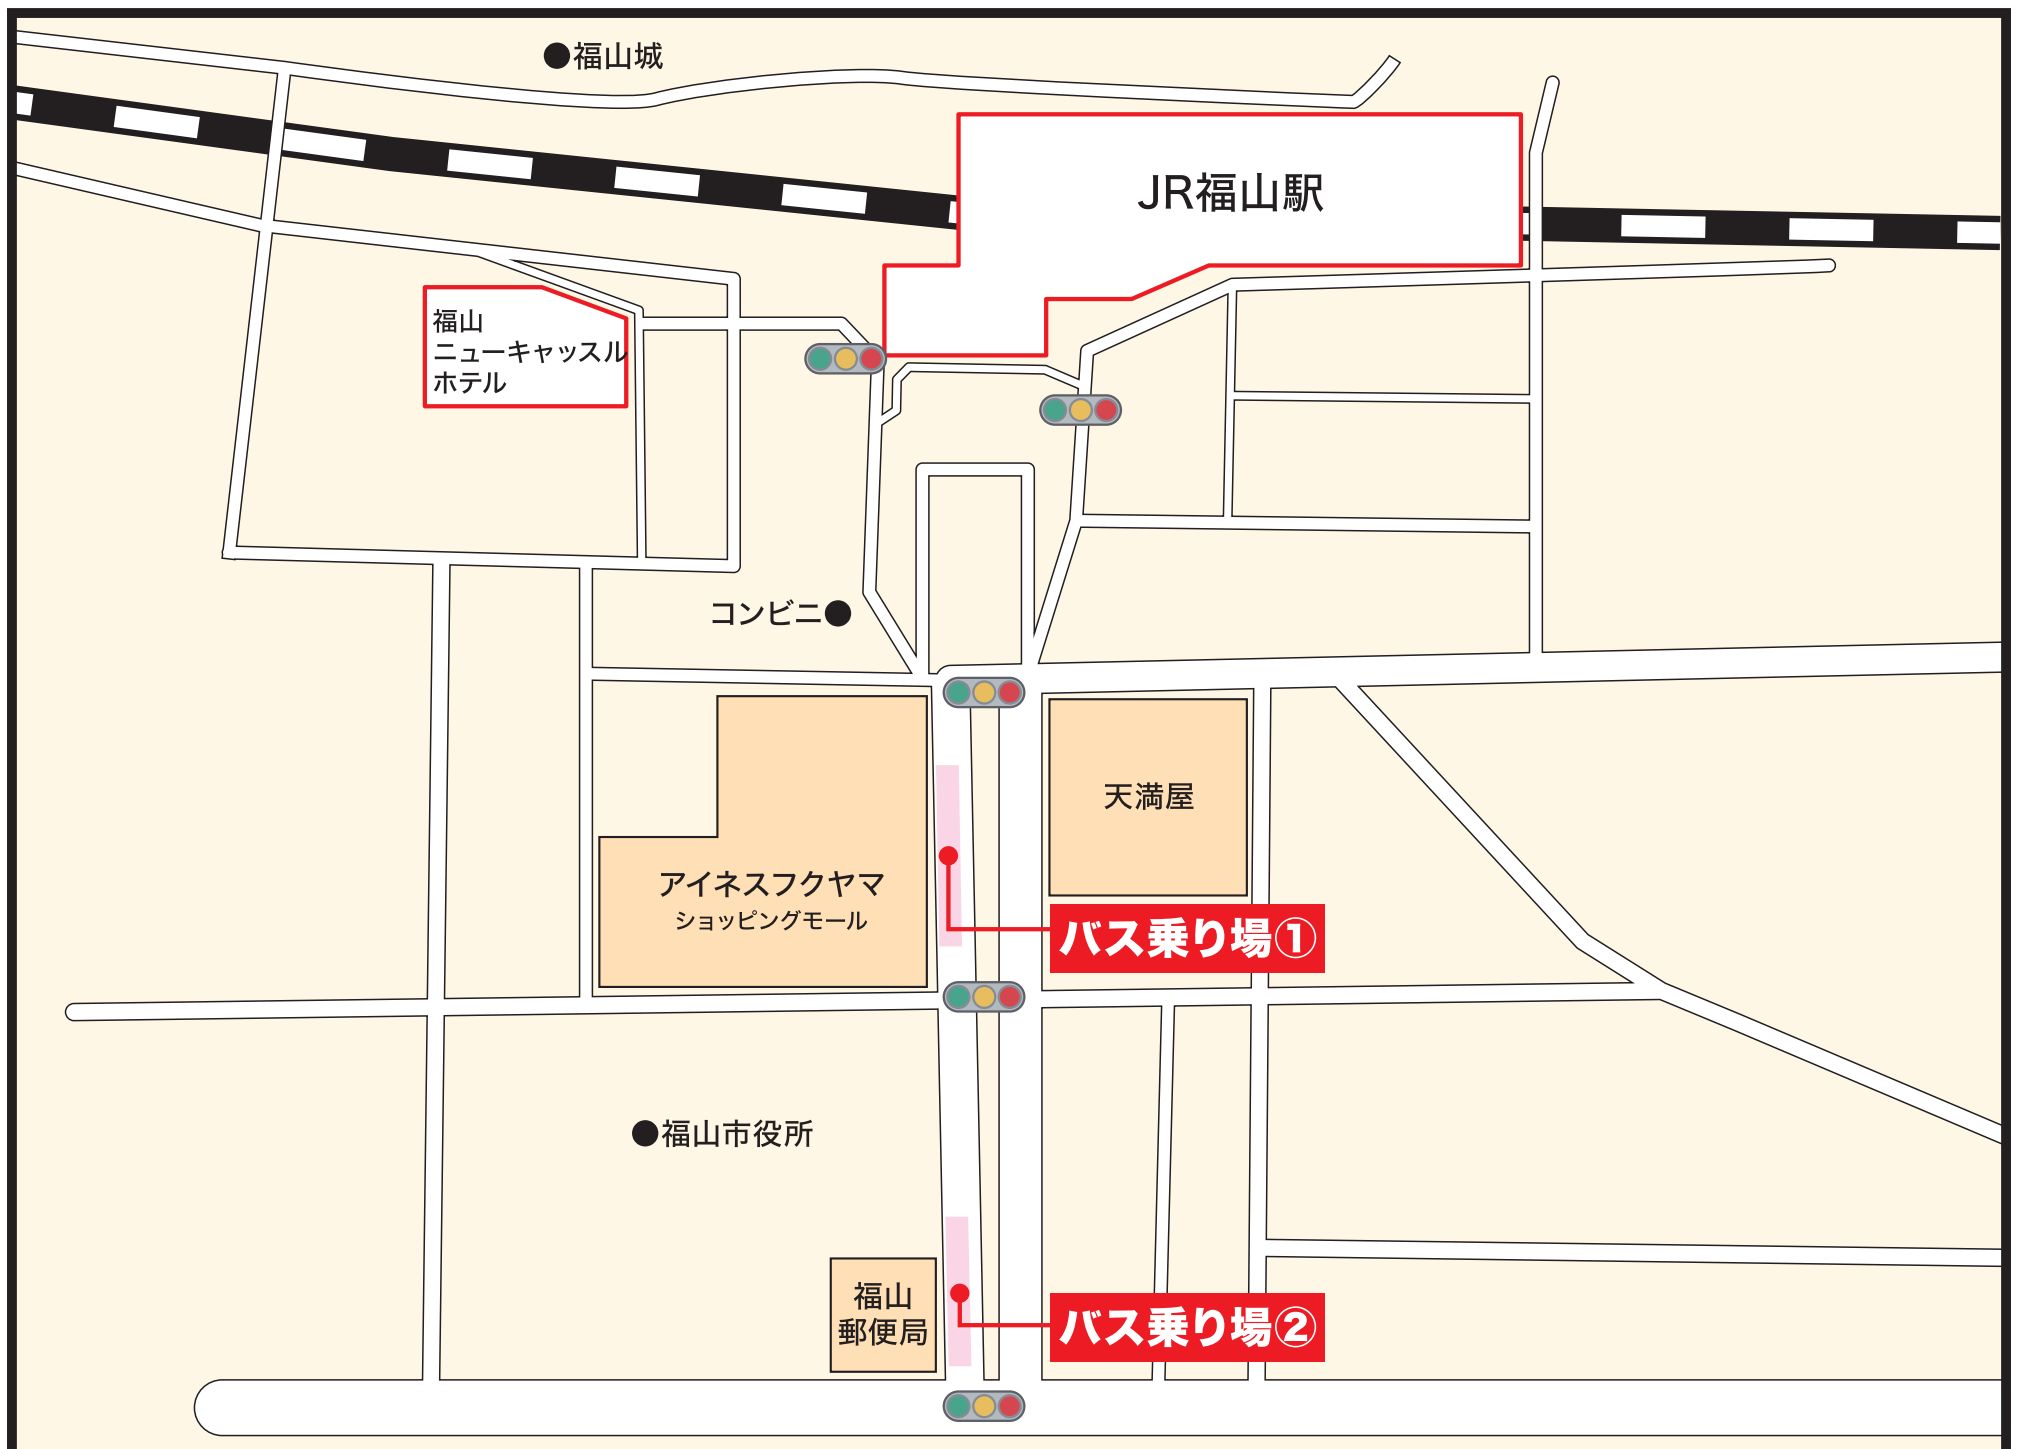 ●福山城
JR福山駅
福山
ニューキャッスル
ホテル
コンビニ●
天満屋
アイネスフクヤマ
ショッピングモール
バス乗り場①
●福山市役所
福山
郵便局
バス乗り場②